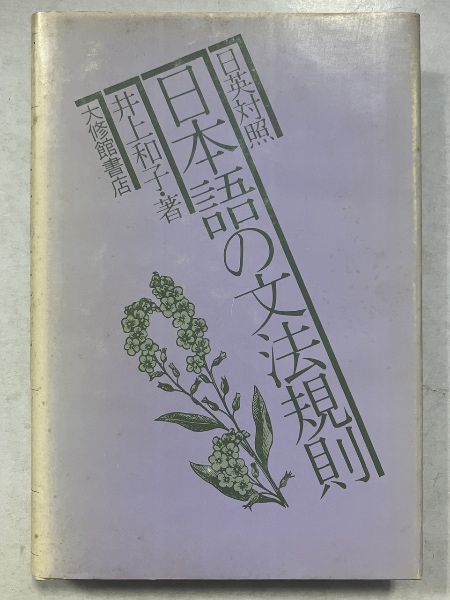 日英対照
日本語の文法規則
井上和子・著
大修館書店